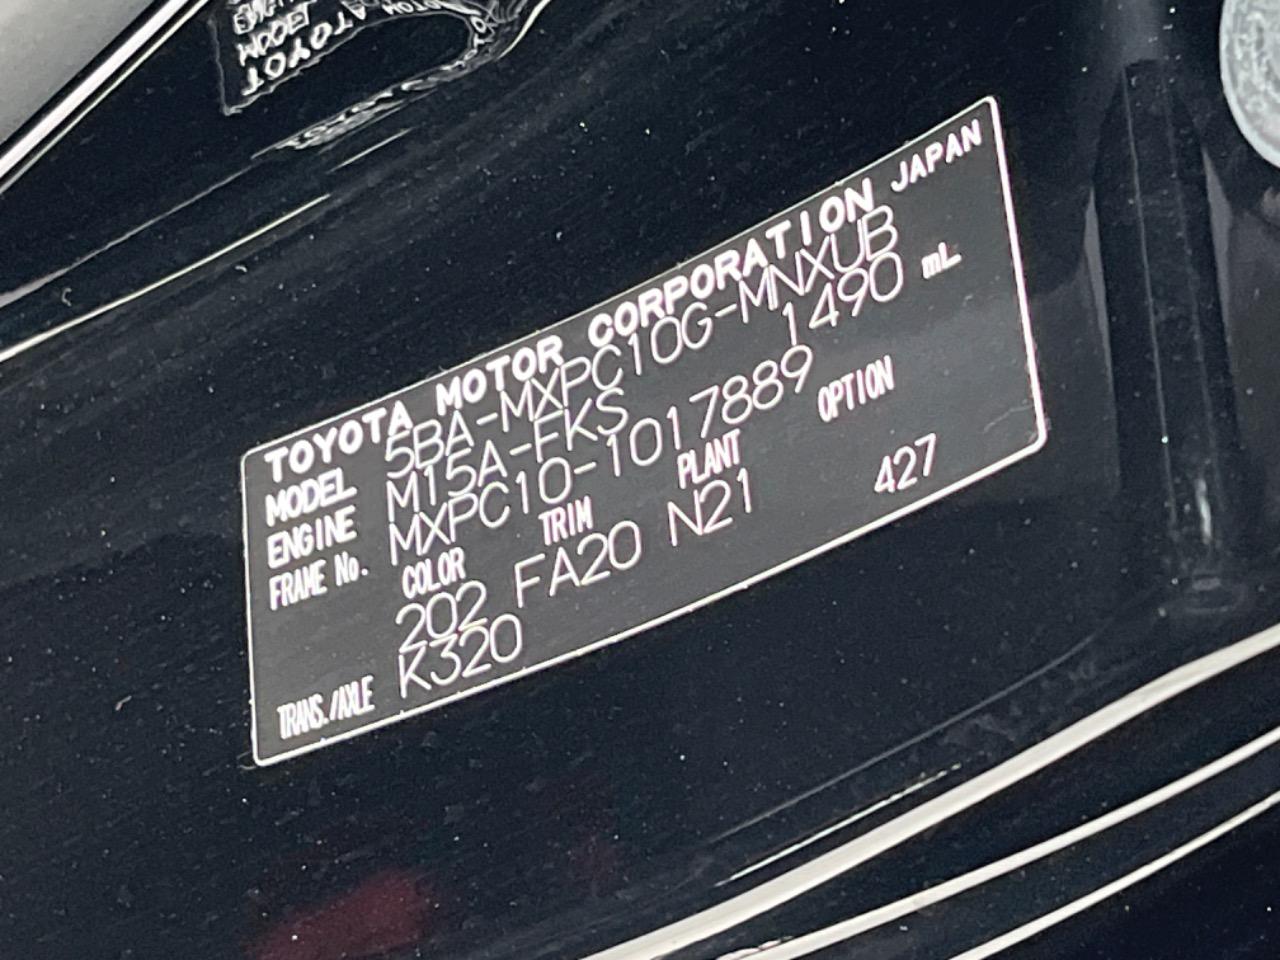 TOYOTA MOTOR CORPORATION JAPAN
MODEL 5BA-MXPC10G-MNXUB
ENGINE M15A-FKS 1490 mL
FRAME No. MXPC10-1017889
COLOR TRIM PLANT OPTION
202 FA20 N21 427
TRANS./AXLE K320